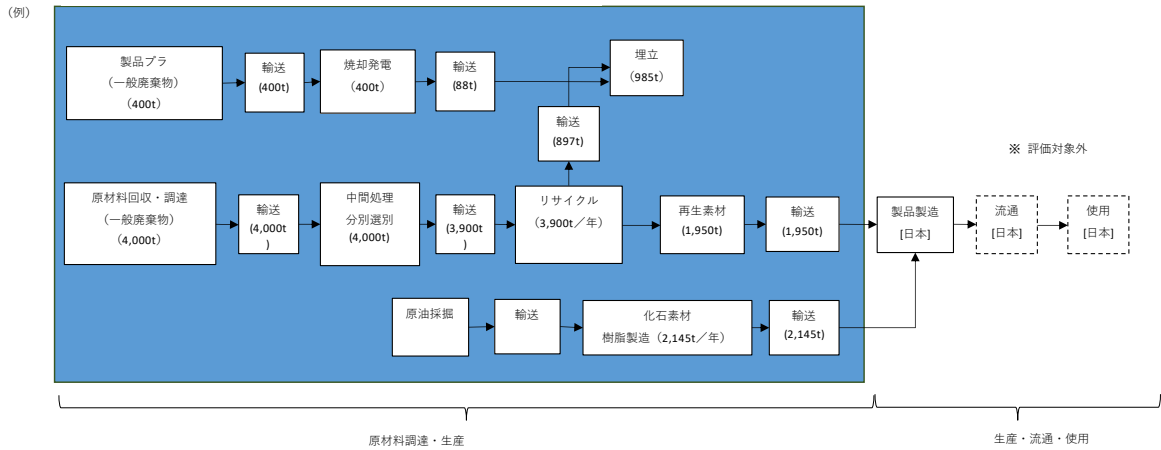 （例）
製品プラ
（一般廃棄物）
（400t）
輸送
(400t)
焼却発電
（400t）
輸送
(88t)
埋立
（985t）
輸送
(897t)
※ 評価対象外
原材料回収・調達
（一般廃棄物）
（4,000t）
輸送
(4,000t
)
中間処理
分別選別
(4,000t)
輸送
(3,900t
)
リサイクル
（3,900t／年）
再生素材
(1,950t)
輸送
(1,950t)
製品製造
[日本]
流通
[日本]
使用
[日本]
原油採掘
輸送
化石素材
樹脂製造（2,145t／年）
輸送
(2,145t)
原材料調達・生産
生産・流通・使用